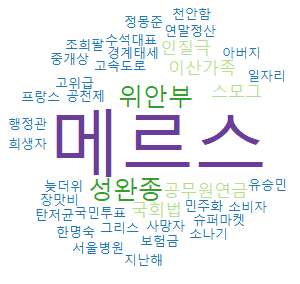 정몽준 천안함
연말정산
조희팔 수석대표 인질극
중개상 경계태세 아버지
고속도로 이산가족
고위급 일자리
프랑스 공천제 위안부 스모그
행정관
희생자 메르스
늦더위 성완종 공무원연금 유승민
장맛비
탄저균 국민투표 국회법 민주화 소비자
한명숙 그리스 사망자 슈퍼마켓
서울병원 보험금 소나기
지난해